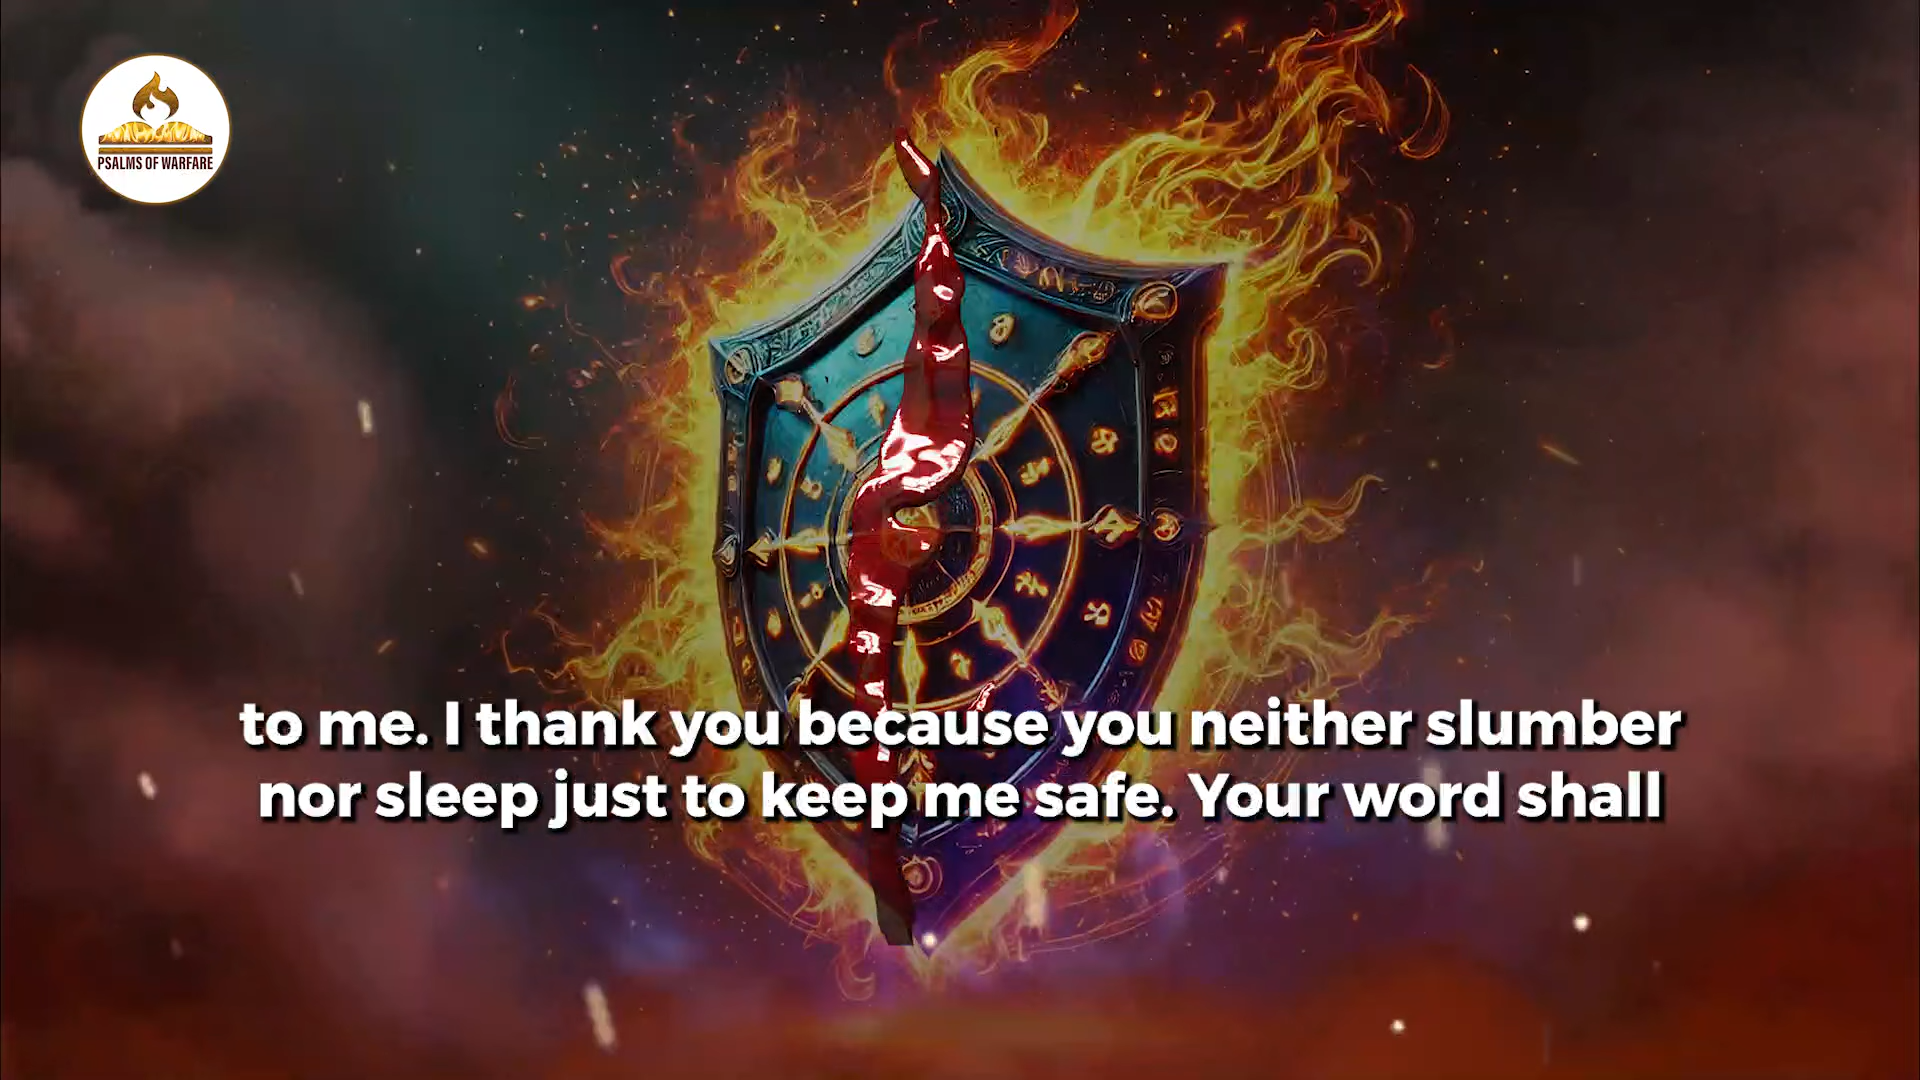 PSALMS OF WARFARE
to me. I thank you because you neither slumber
nor sleep just to keep me safe. Your word shall